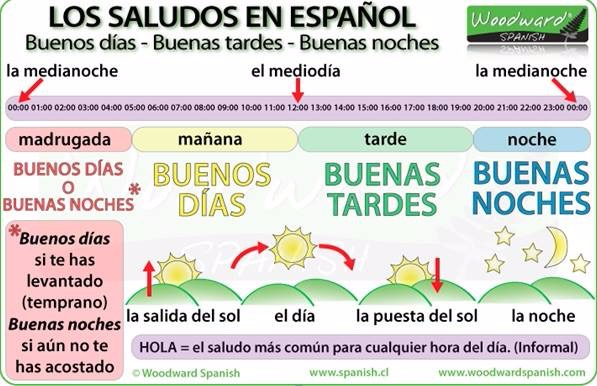 LOS SALUDOS EN ESPAÑOL
Buenos días - Buenas tardes - Buenas noches
Woodward
SPANISH
la medianoche
el mediodía
la medianoche
00:00 01:00 02:00 03:00 04:00 05:00 06:00 07:00 08:00 09:00 10:00 11:00 12:00 13:00 14:00 15:00 16:00 17:00 18:00 19:00 20:00 21:00 22:00 23:00 00:00
madrugada
mañana
tarde
noche
BUENOS DÍAS
O
BUENAS NOCHES *
BUENOS
DÍAS
BUENAS
TARDES
BUENAS
NOCHES
*Buenos días
si te has
levantado
(temprano)
Buenas noches
si aún no te
has acostado
la salida del sol
el día
la puesta del sol
la noche
HOLA = el saludo más común para cualquier hora del día. (Informal)
© Woodward Spanish
www.spanish.cl
www.woodwardspanish.com